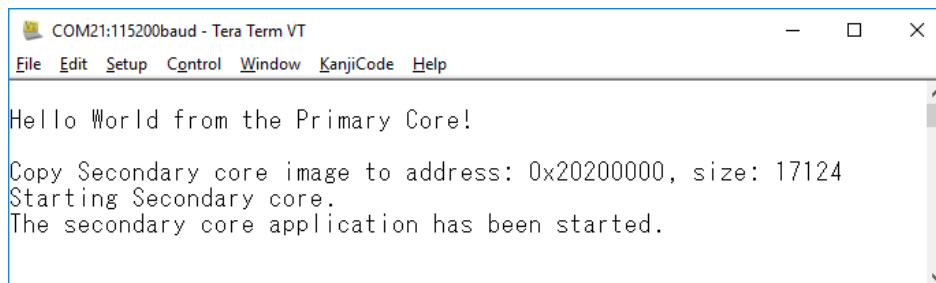 COM21:115200baud - Tera Term VT
File Edit Setup Control Window KanjiCode Help
Hello World from the Primary Core!
Copy Secondary core image to address: 0x20200000, size: 17124
Starting Secondary core.
The secondary core application has been started.